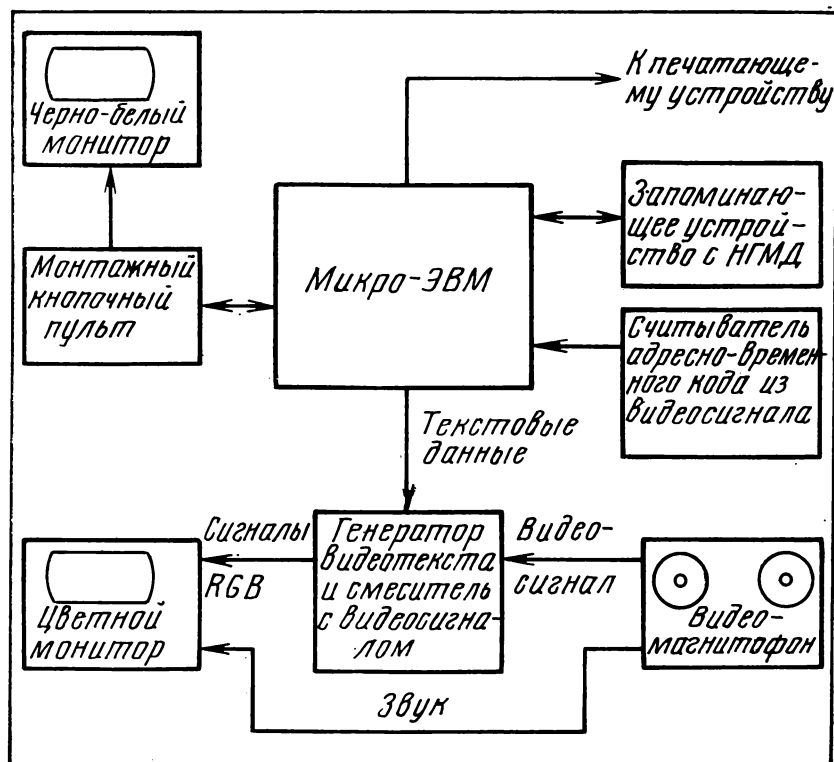 Черно-белый
монитор
К печатающе-
му устройству
Запоминаю-
щее устрой-
ство с НГМД
Монтажный
кнопочный
пульт
Микро-ЭВМ
Считыватель
адресно-времен-
ного кода из
видеосигнала
Текстовые
данные
Цветной
монитор
Сигналы
RGB
Генератор
видеотекста
и смеситель
с видеосигна-
лом
Видео-
сигнал
Видео-
магнитофон
Звук